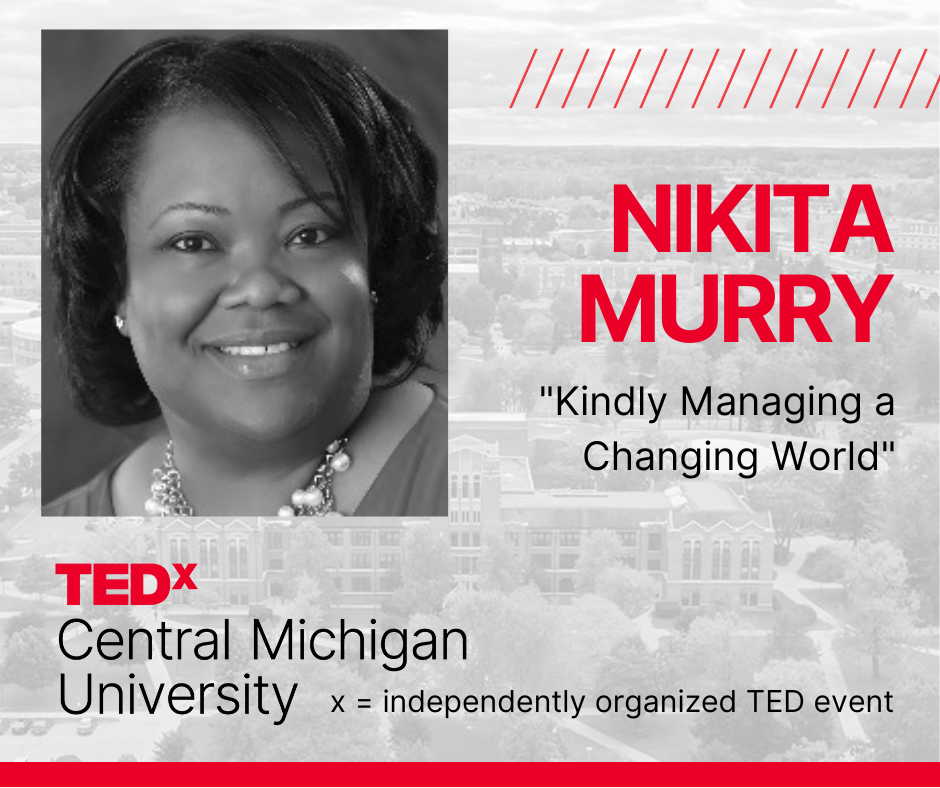 NIKITA
MURRY
"Kindly Managing a
Changing World"
TEDx
Central Michigan
University
x = independently organized TED event